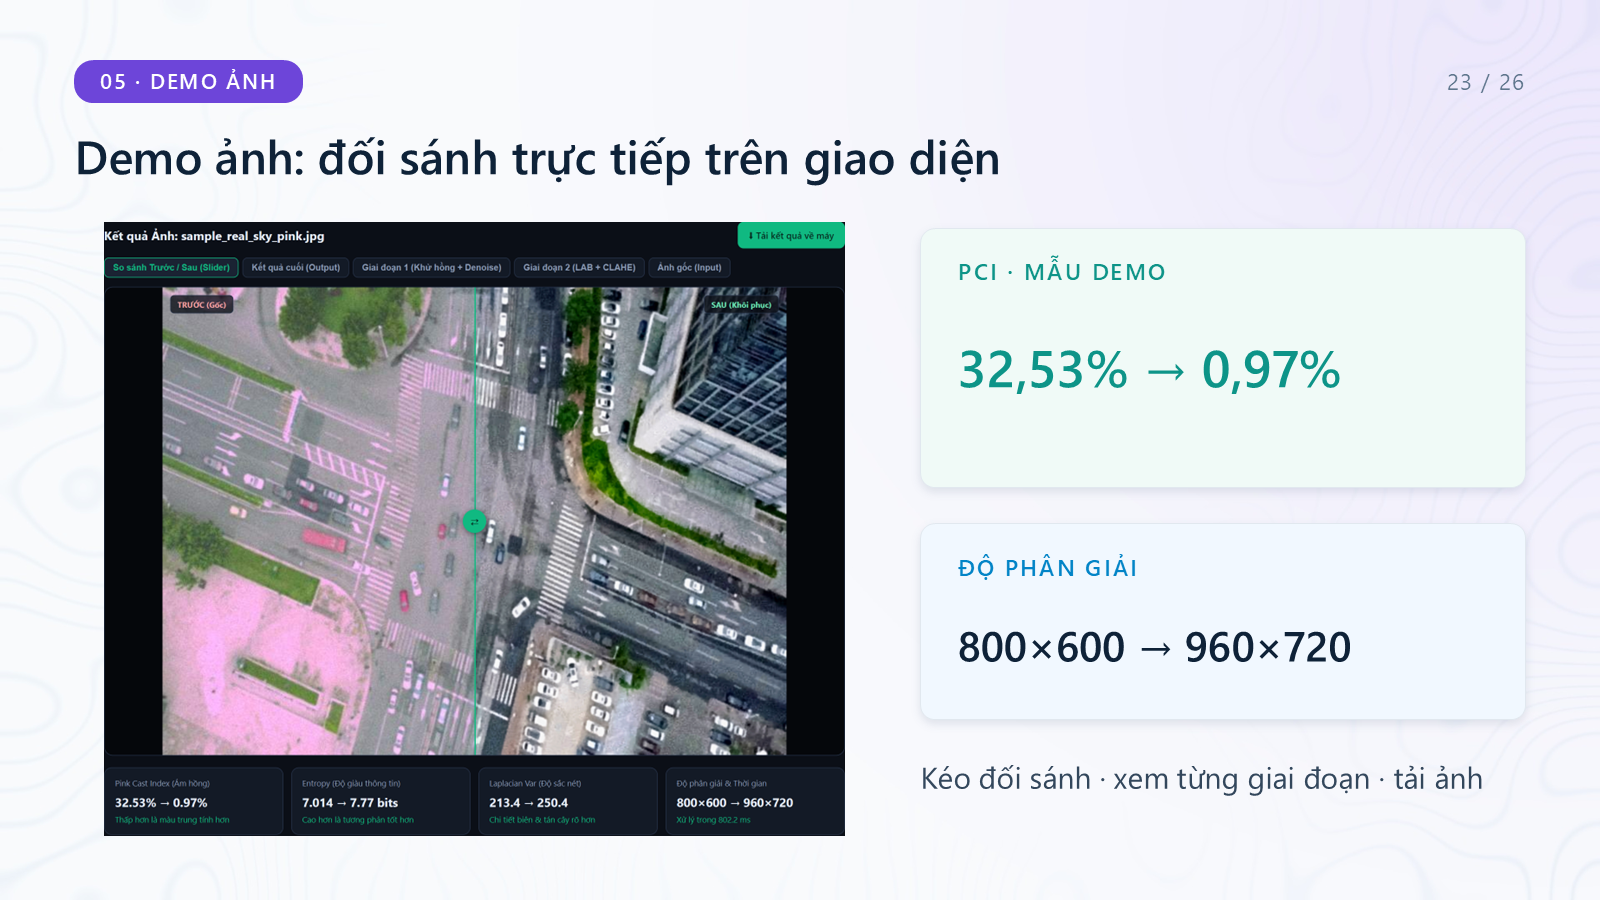 05 · DEMO ẢNH
23 / 26
Demo ảnh: đối sánh trực tiếp trên giao diện
Kết quả Ảnh: sample_real_sky_pink.jpg
⬇ Tải kết quả về máy
So sánh Trước / Sau (Slider)
Kết quả cuối (Output)
Giai đoạn 1 (Khử hồng + Denoise)
Giai đoạn 2 (LAB + CLAHE)
Ảnh gốc (Input)
TRƯỚC (Gốc)
SAU (Khôi phục)
Pink Cast Index (Ám hồng)
32.53% → 0.97%
Thấp hơn là màu trung tính hơn
Entropy (Độ giàu thông tin)
7.014 → 7.77 bits
Cao hơn là tương phản tốt hơn
Laplacian Var (Độ sắc nét)
213.4 → 250.4
Chi tiết biên & tán cây rõ hơn
Độ phân giải & Thời gian
800×600 → 960×720
Xử lý trong 802.2 ms
PCI · MẪU DEMO
32,53% → 0,97%
ĐỘ PHÂN GIẢI
800×600 → 960×720
Kéo đối sánh · xem từng giai đoạn · tải ảnh